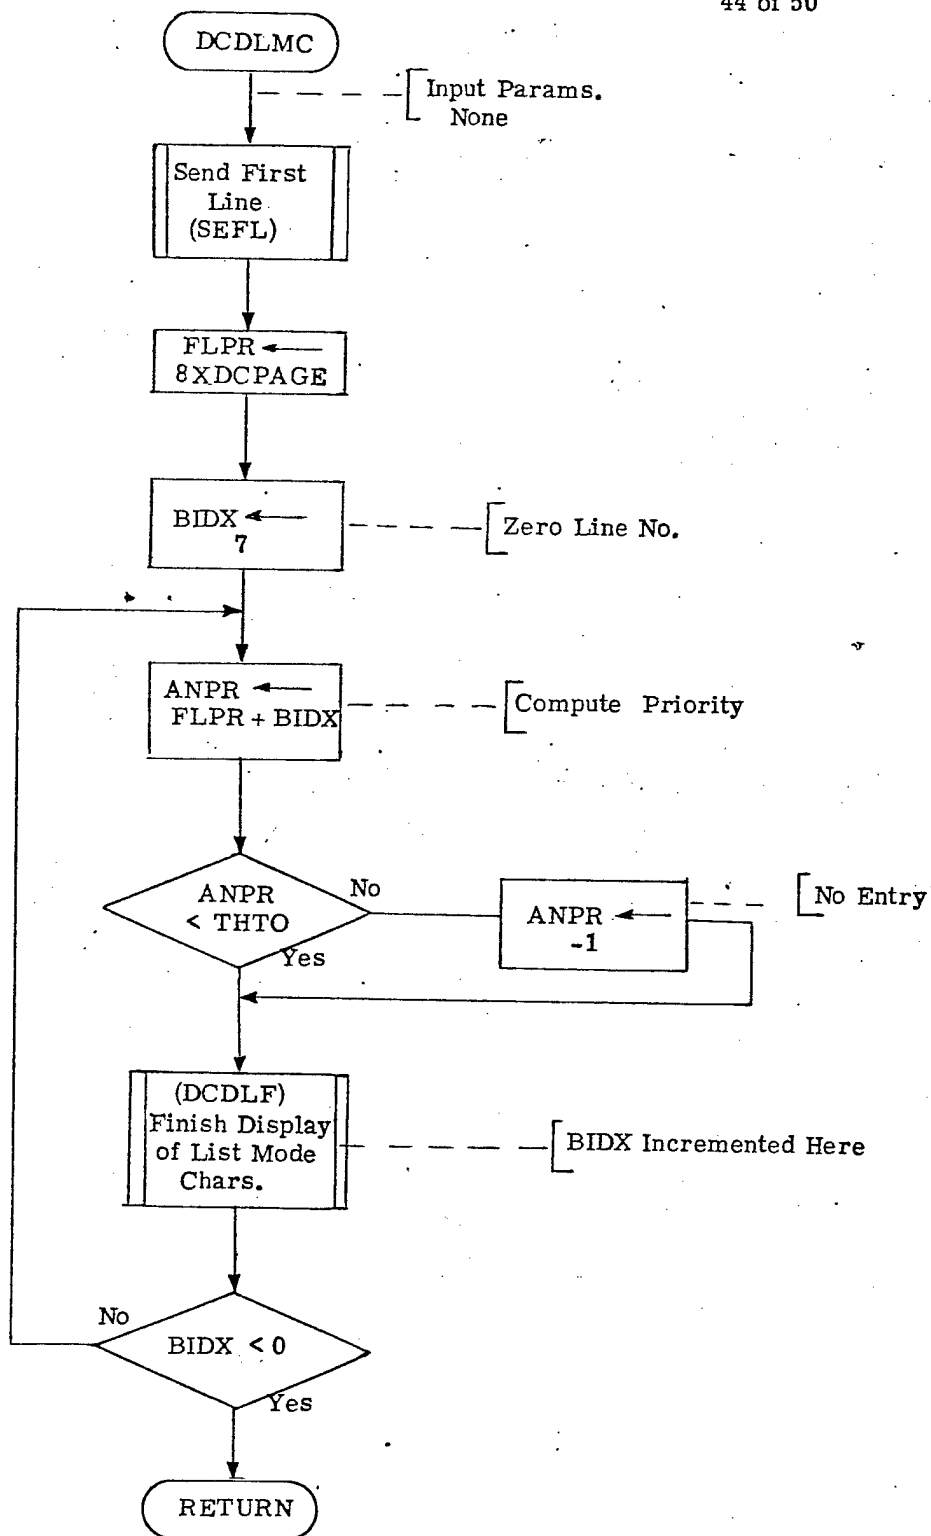 44 of 50
DCDLMC
Input Params.
None
Send First
Line
(SEFL)
FLPR ←
8XDCPAGE
BIDX ←
7
Zero Line No.
ANPR ←
FLPR + BIDX
Compute Priority
ANPR
< THTO
No
Yes
ANPR ←
-1
No Entry
(DCDLF)
Finish Display
of List Mode
Chars.
BIDX Incremented Here
No
BIDX < 0
Yes
RETURN